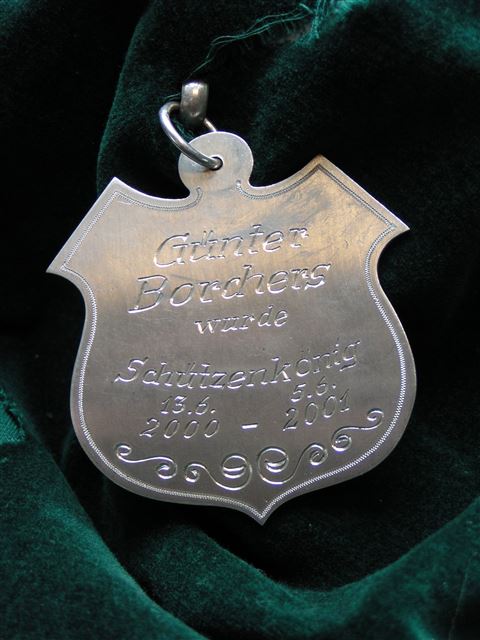 Günter
Borchers
wurde
Schützenkönig
13.6. 5.6.
2000 - 2001